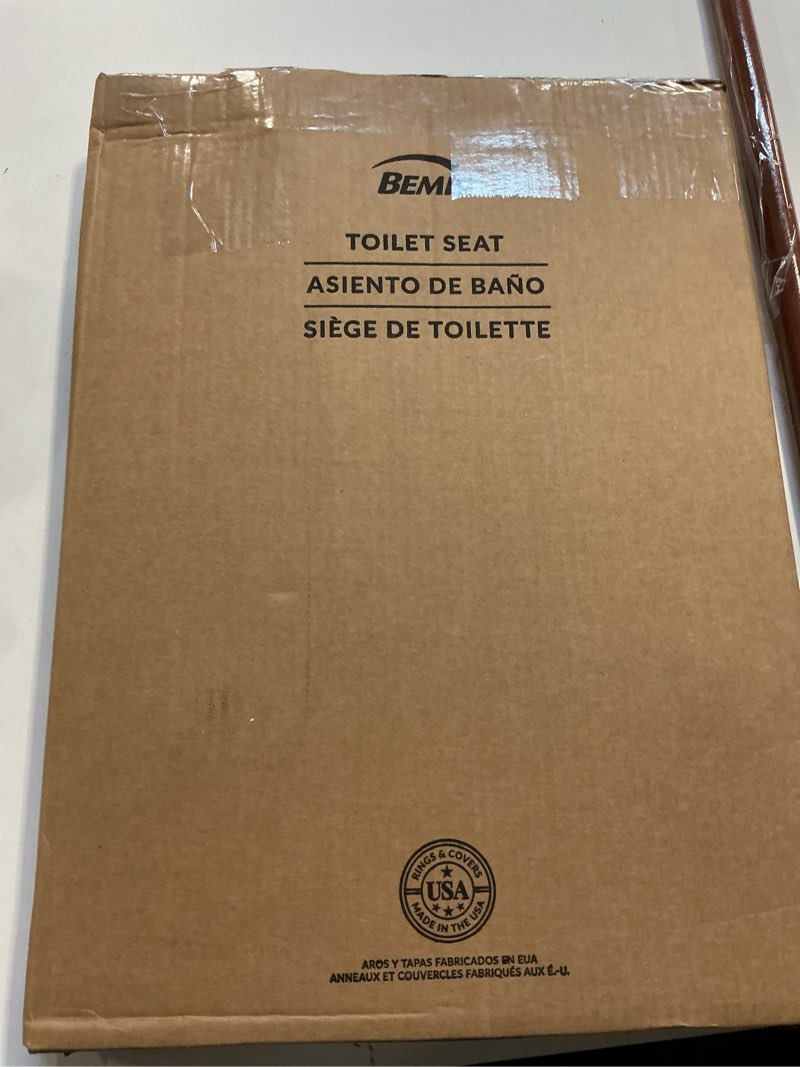 TOILET SEAT
ASIENTO DE BAÑO
SIÈGE DE TOILETTE
RINGS & COVERS
USA
MADE IN THE USA
AROS Y TAPAS FABRICADOS EN EUA
ANNEAUX ET COUVERCLES FABRIQUÉS AUX É.-U.